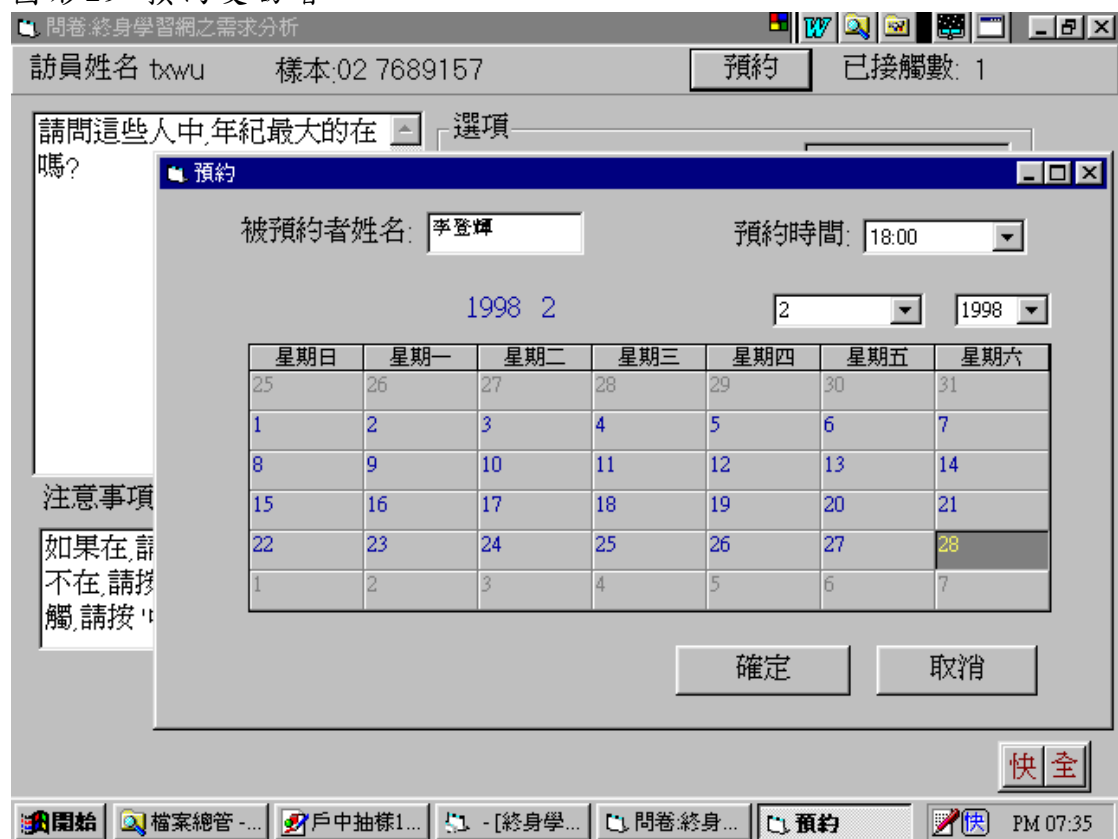 問卷:終身學習網之需求分析
訪員姓名 txwu 樣本:02 7689157 預約 已接觸數: 1
請問這些人中,年紀最大的在
嗎?
選項
預約
被預約者姓名: 李登輝 預約時間: 18:00
1998 2 2 1998
星期日 星期一 星期二 星期三 星期四 星期五 星期六
25 26 27 28 29 30 31
1 2 3 4 5 6 7
8 9 10 11 12 13 14
15 16 17 18 19 20 21
22 23 24 25 26 27 28
1 2 3 4 5 6 7
注意事項
如果在,請
不在,請按
觸,請按 '
確定 取消
快 全
開始 檔案總管 -... 戶中抽樣1... - [終身學... 問卷:終身... 預約 快 PM 07:35